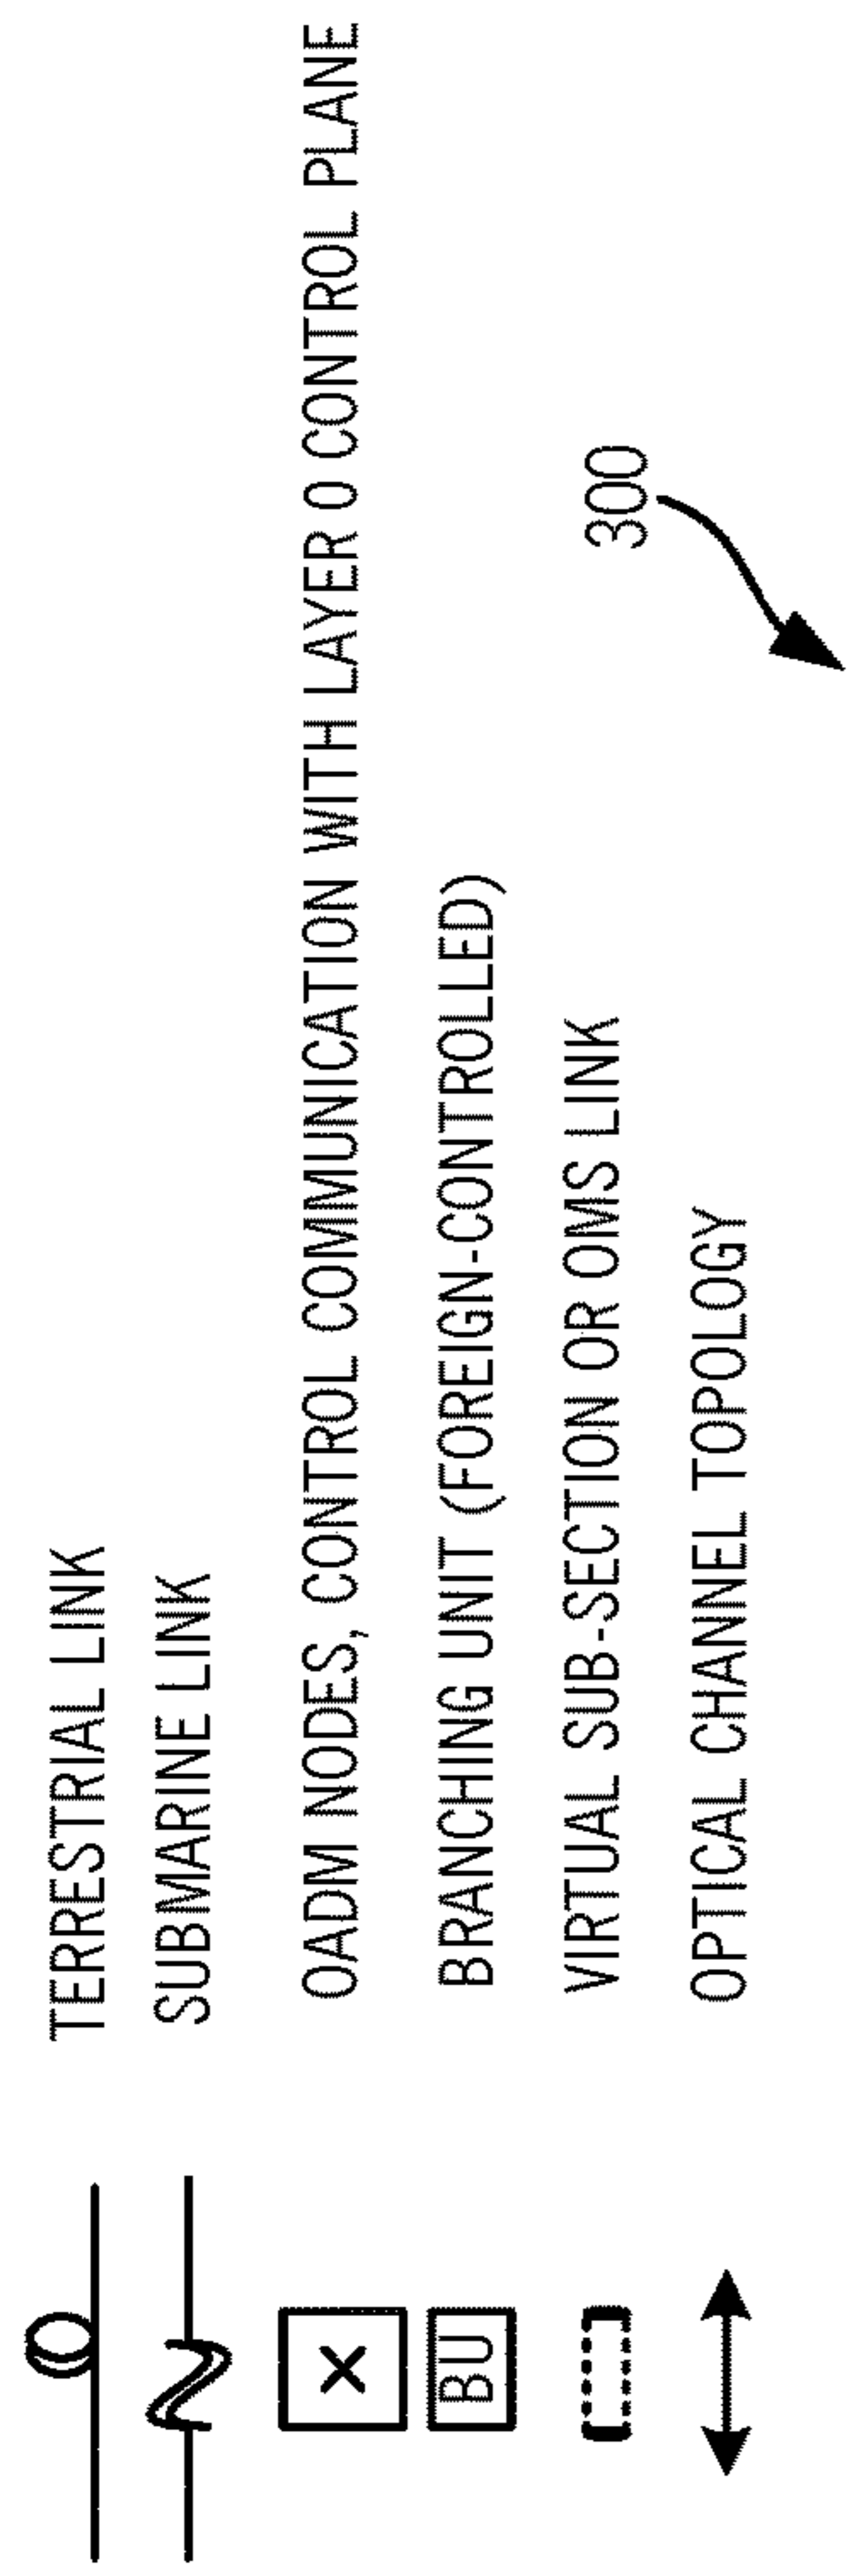 TERRESTRIAL LINK
SUBMARINE LINK
X OADM NODES, CONTROL COMMUNICATION WITH LAYER 0 CONTROL PLANE
BU BRANCHING UNIT (FOREIGN-CONTROLLED)
VIRTUAL SUB-SECTION OR OMS LINK
300
OPTICAL CHANNEL TOPOLOGY